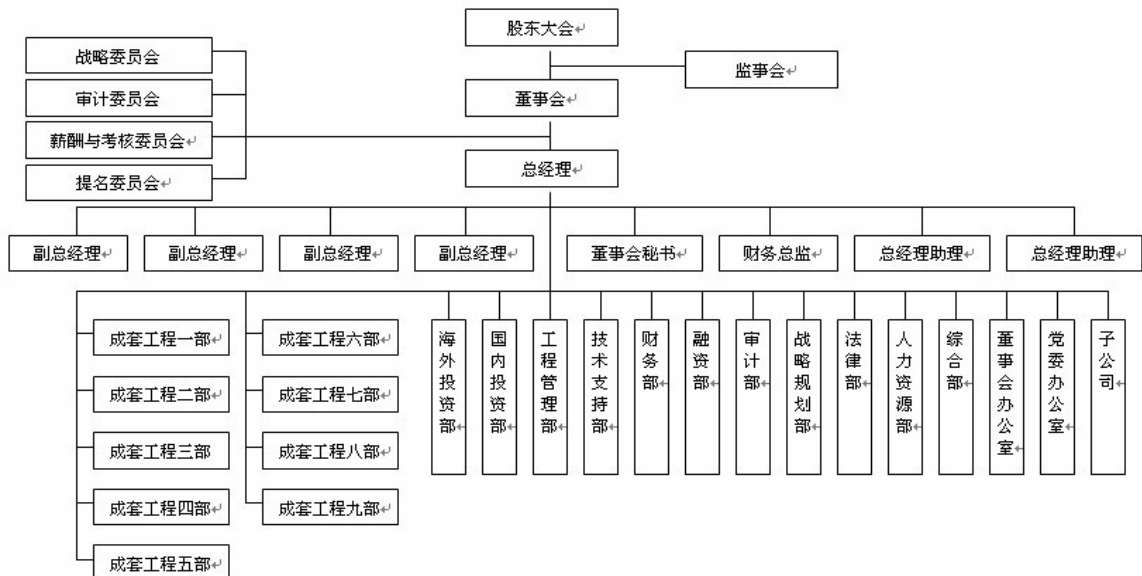 股东大会
战略委员会
监事会
审计委员会
董事会
薪酬与考核委员会
总经理
提名委员会
副总经理
副总经理
副总经理
副总经理
董事会秘书
财务总监
总经理助理
总经理助理
成套工程一部
成套工程二部
成套工程三部
成套工程四部
成套工程五部
成套工程六部
成套工程七部
成套工程八部
成套工程九部
海外投资部
国内投资部
工程管理部
技术支持部
财务部
融资部
审计部
战略规划部
法律部
人力资源部
综合部
董事会办公室
党委办公室
子公司